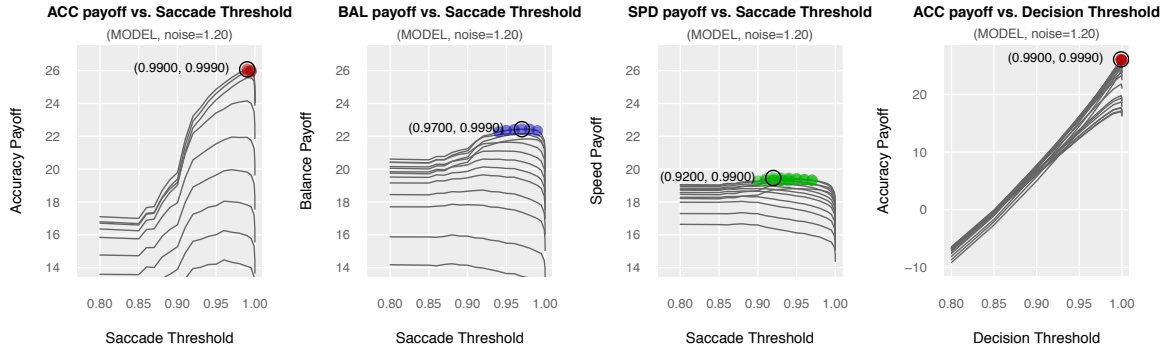 ACC payoff vs. Saccade Threshold
(MODEL, noise=1.20)
(0.9900, 0.9990)
26
24
22
20
18
16
14
0.80 0.85 0.90 0.95 1.00
Accuracy Payoff
Saccade Threshold
BAL payoff vs. Saccade Threshold
(MODEL, noise=1.20)
(0.9700, 0.9990)
26
24
22
20
18
16
14
0.80 0.85 0.90 0.95 1.00
Balance Payoff
Saccade Threshold
SPD payoff vs. Saccade Threshold
(MODEL, noise=1.20)
(0.9200, 0.9900)
26
24
22
20
18
16
14
0.80 0.85 0.90 0.95 1.00
Speed Payoff
Saccade Threshold
ACC payoff vs. Decision Threshold
(MODEL, noise=1.20)
(0.9900, 0.9990)
20
10
0
−10
0.80 0.85 0.90 0.95 1.00
Accuracy Payoff
Decision Threshold